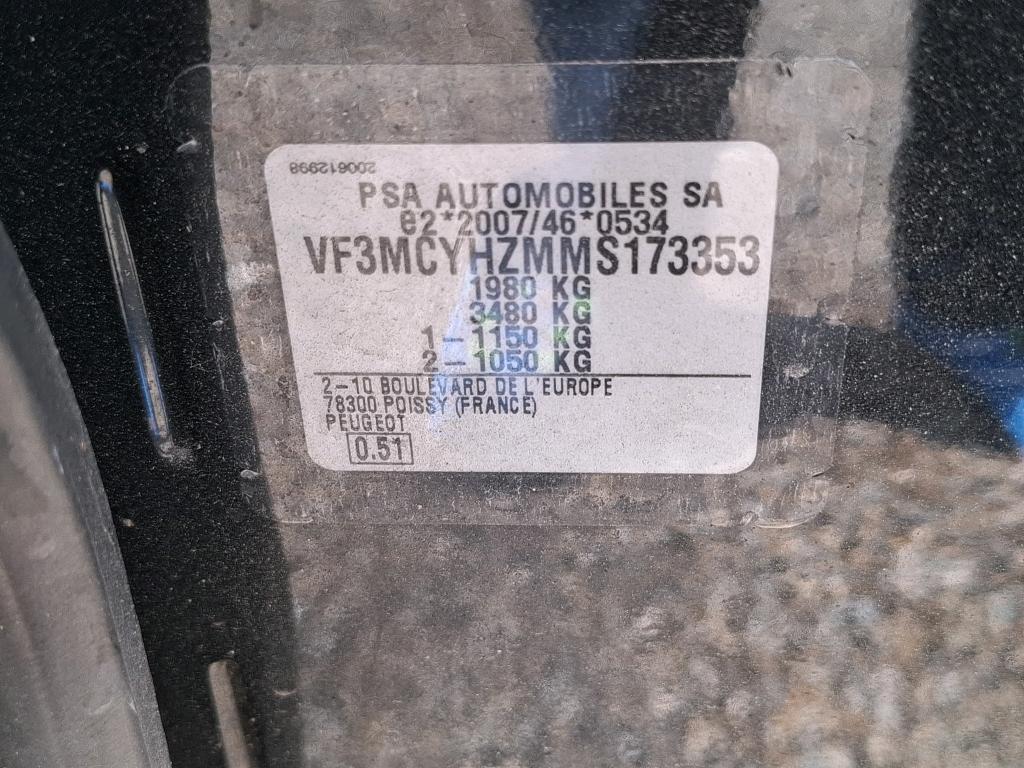 200612998
PSA AUTOMOBILES SA
e2*2007/46*0534
VF3MCYHZMMS173353
1980 KG
3480 KG
1-1150 KG
2-1050 KG
2-10 BOULEVARD DE L'EUROPE
78300 POISSY (FRANCE)
PEUGEOT
0.51